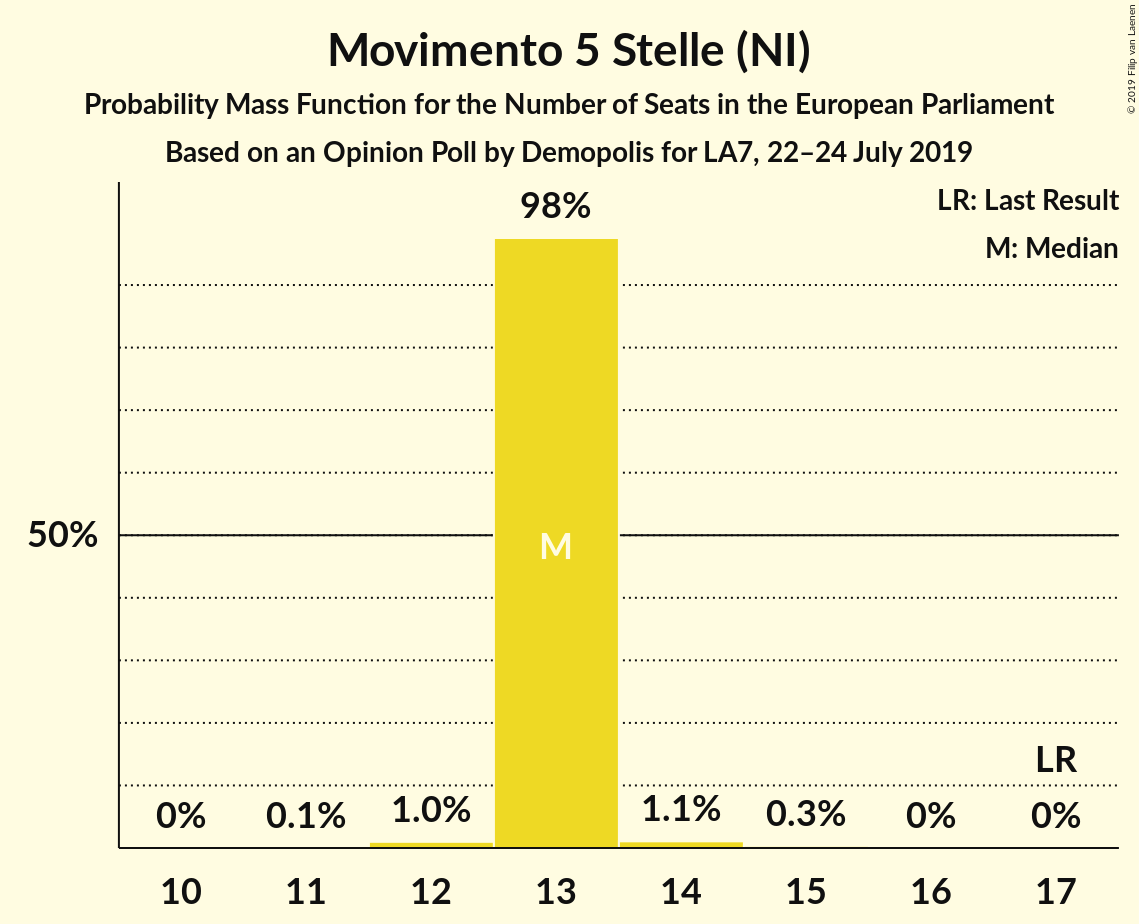 Movimento 5 Stelle (NI)
Probability Mass Function for the Number of Seats in the European Parliament
Based on an Opinion Poll by Demopolis for LA7, 22–24 July 2019
© 2019 Filip van Laenen
LR: Last Result
M: Median
98%
50%
M
LR
0% 0.1% 1.0% 1.1% 0.3% 0% 0%
10 11 12 13 14 15 16 17